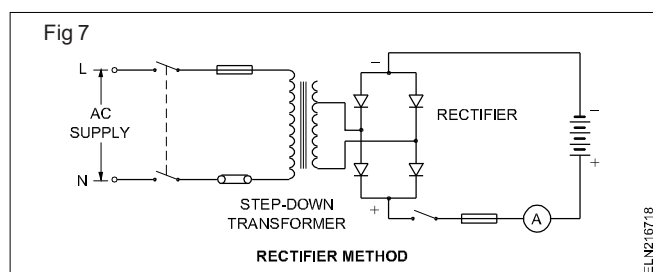 Fig 7
L
AC
SUPPLY
N
STEP-DOWN
TRANSFORMER
−
+
RECTIFIER
A
−
+
RECTIFIER METHOD
ELN216718